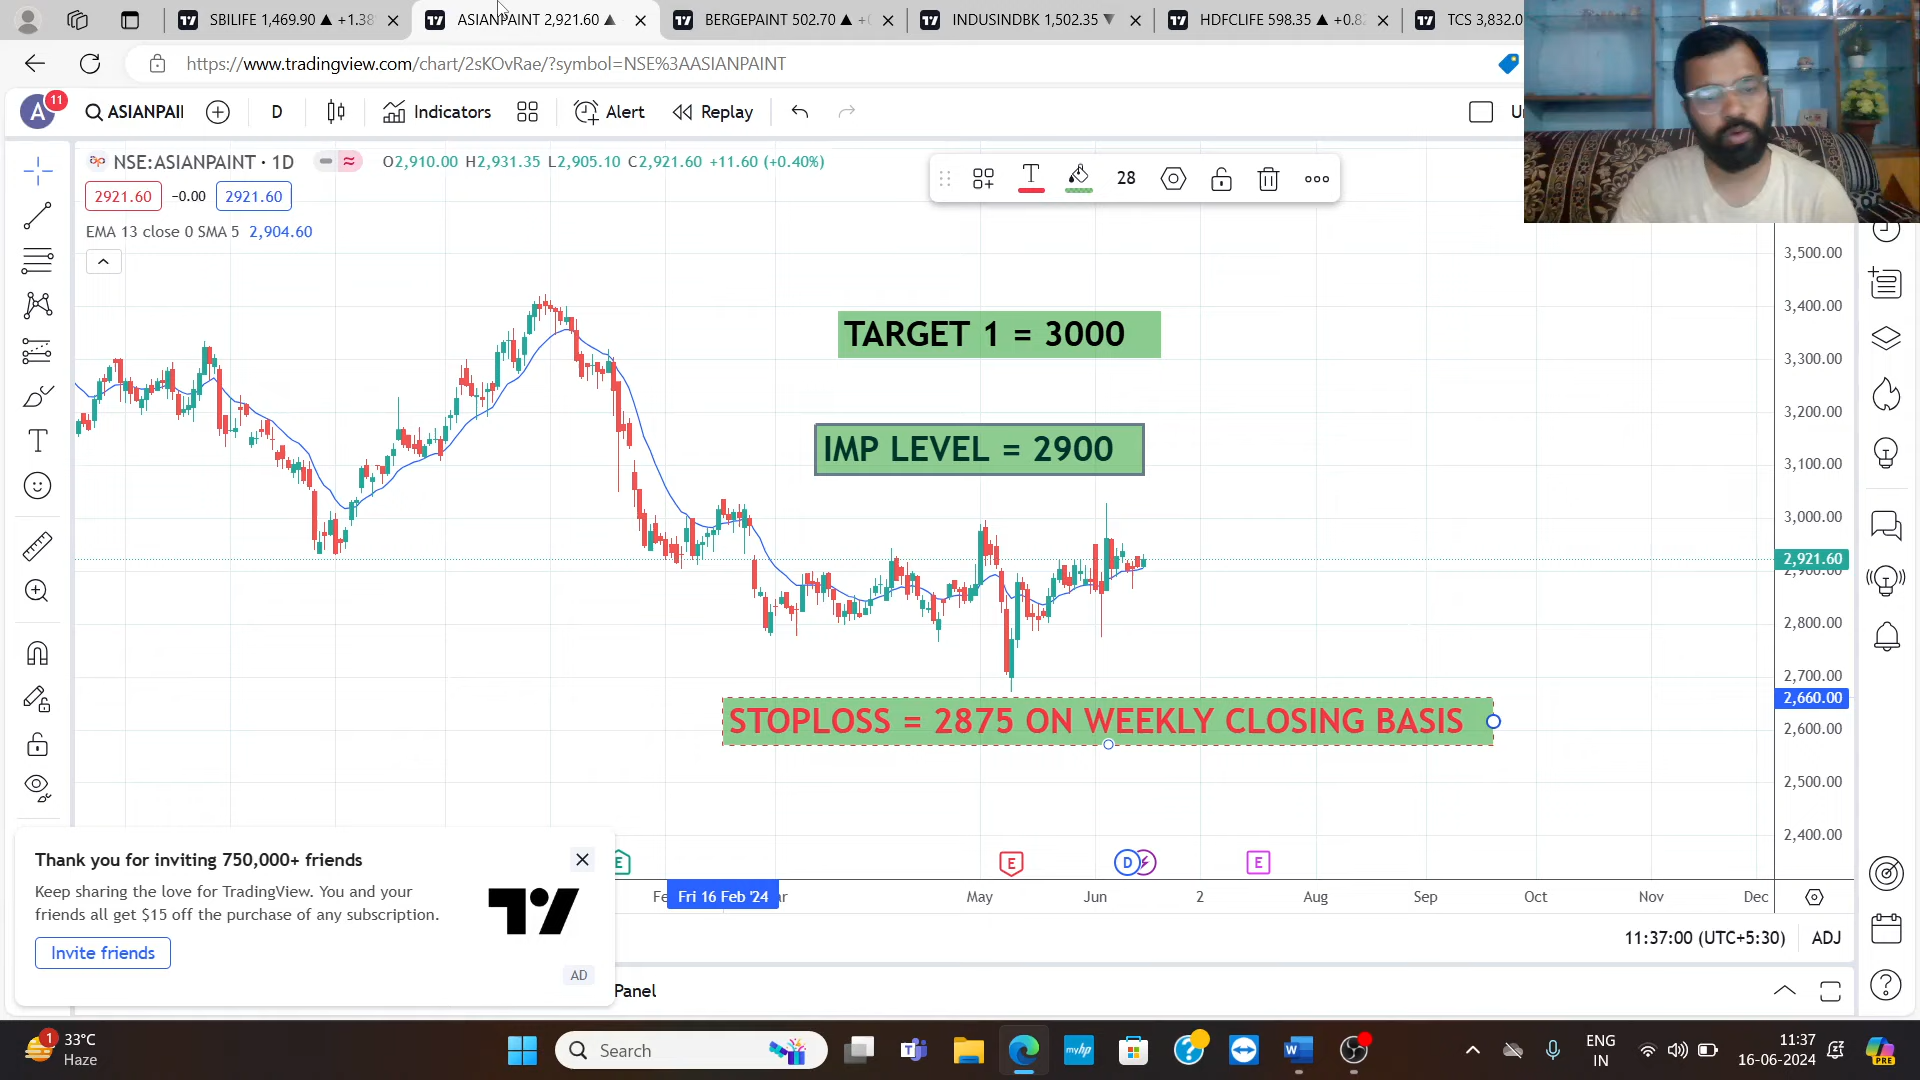 SBILIFE 1,469.90 ▲ +1.38
ASIANPAINT 2,921.60 ▲
BERGEPAINT 502.70 ▲
INDUSINDBK 1,502.35 ▼
HDFCLIFE 598.35 ▲ +0.8
TCS 3,832.0
https://www.tradingview.com/chart/2sKOvRae/?symbol=NSE%3AASIANPAINT
A 11
ASIANPAII
D
Indicators
Alert
Replay
NSE:ASIANPAINT · 1D
O2,910.00 H2,931.35 L2,905.10 C2,921.60 +11.60 (+0.40%)
28
2921.60 −0.00 2921.60
EMA 13 close 0 SMA 5 2,904.60
3,500.00
3,400.00
TARGET 1 = 3000
3,300.00
3,200.00
IMP LEVEL = 2900
3,100.00
3,000.00
2,921.60
2,900.00
2,800.00
2,700.00
2,660.00
STOPLOSS = 2875 ON WEEKLY CLOSING BASIS
2,600.00
2,500.00
2,400.00
E E D E
Fri 16 Feb '24 May Jun 2 Aug Sep Oct Nov Dec
Thank you for inviting 750,000+ friends
Keep sharing the love for TradingView. You and your
friends all get $15 off the purchase of any subscription.
Invite friends
AD
11:37:00 (UTC+5:30) ADJ
Panel
1 33°C
Haze
Search
myhp
ENG
IN
11:37
16-06-2024
PRE